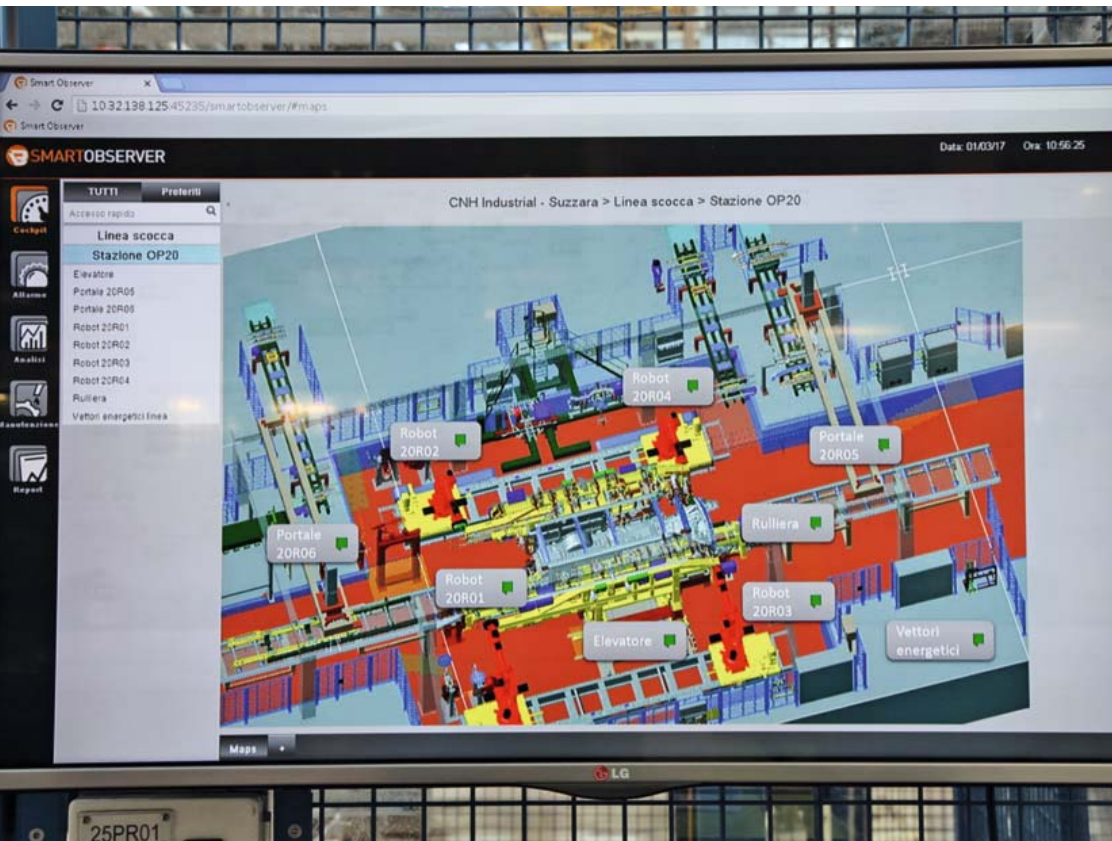 Smart Observer
10.32.138.125:45235/smartobserver/#maps
Smart Observer
SMARTOBSERVER
Data: 01/03/17 Ora: 10:56:25
TUTTI Preferiti
Accesso rapido
Linea scocca
Stazione OP20
Elevatore
Portale 20R05
Portale 20R06
Robot 20R01
Robot 20R02
Robot 20R03
Robot 20R04
Rulliera
Vettori energetici linea
Cockpit
Allarme
Analisi
Manutenzione
Report
CNH Industrial - Suzzara > Linea scocca > Stazione OP20
Robot
20R04
Robot
20R02
Portale
20R05
Portale
20R06
Rulliera
Robot
20R01
Robot
20R03
Elevatore
Vettori
energetici
Maps +
LG
25PR01